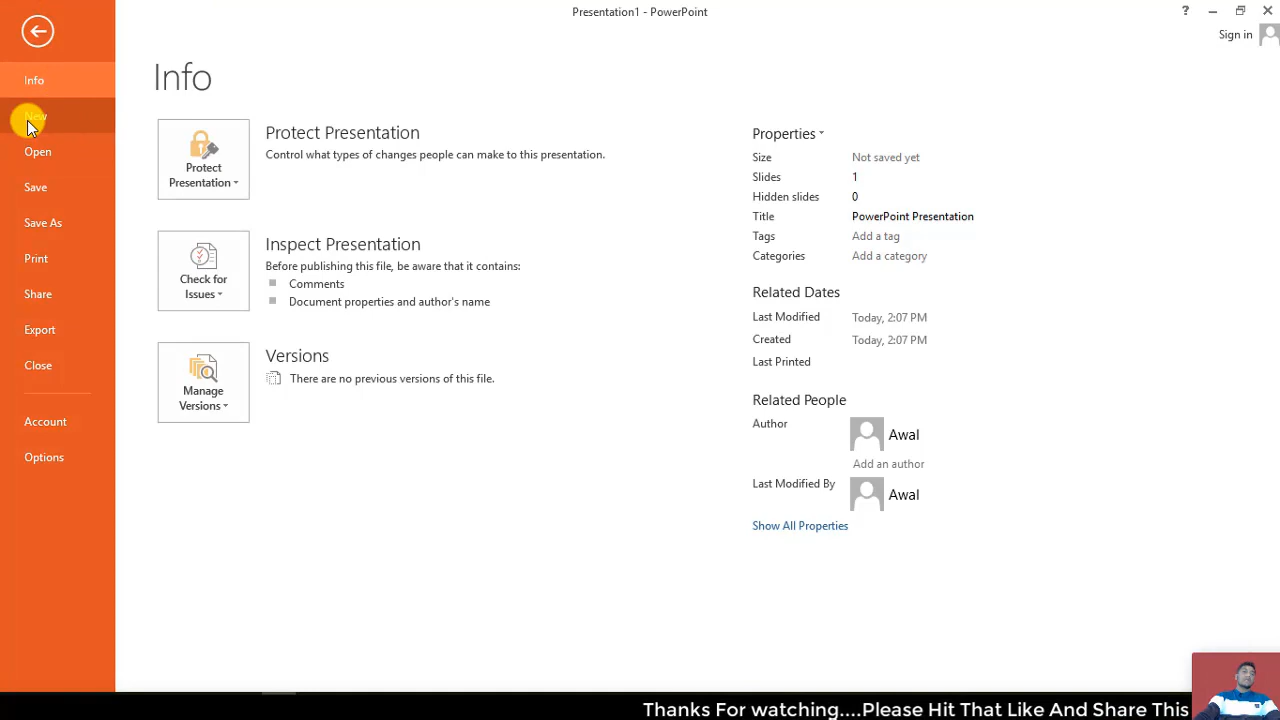 Presentation1 - PowerPoint
?
Sign in
Info
New
Open
Save
Save As
Print
Share
Export
Close
Account
Options
Info
Protect
Presentation
Protect Presentation
Control what types of changes people can make to this presentation.
Check for
Issues
Inspect Presentation
Before publishing this file, be aware that it contains:
Comments
Document properties and author's name
Manage
Versions
Versions
There are no previous versions of this file.
Properties
Size Not saved yet
Slides 1
Hidden slides 0
Title PowerPoint Presentation
Tags Add a tag
Categories Add a category
Related Dates
Last Modified Today, 2:07 PM
Created Today, 2:07 PM
Last Printed
Related People
Author Awal
Add an author
Last Modified By Awal
Show All Properties
Thanks For watching....Please Hit That Like And Share This